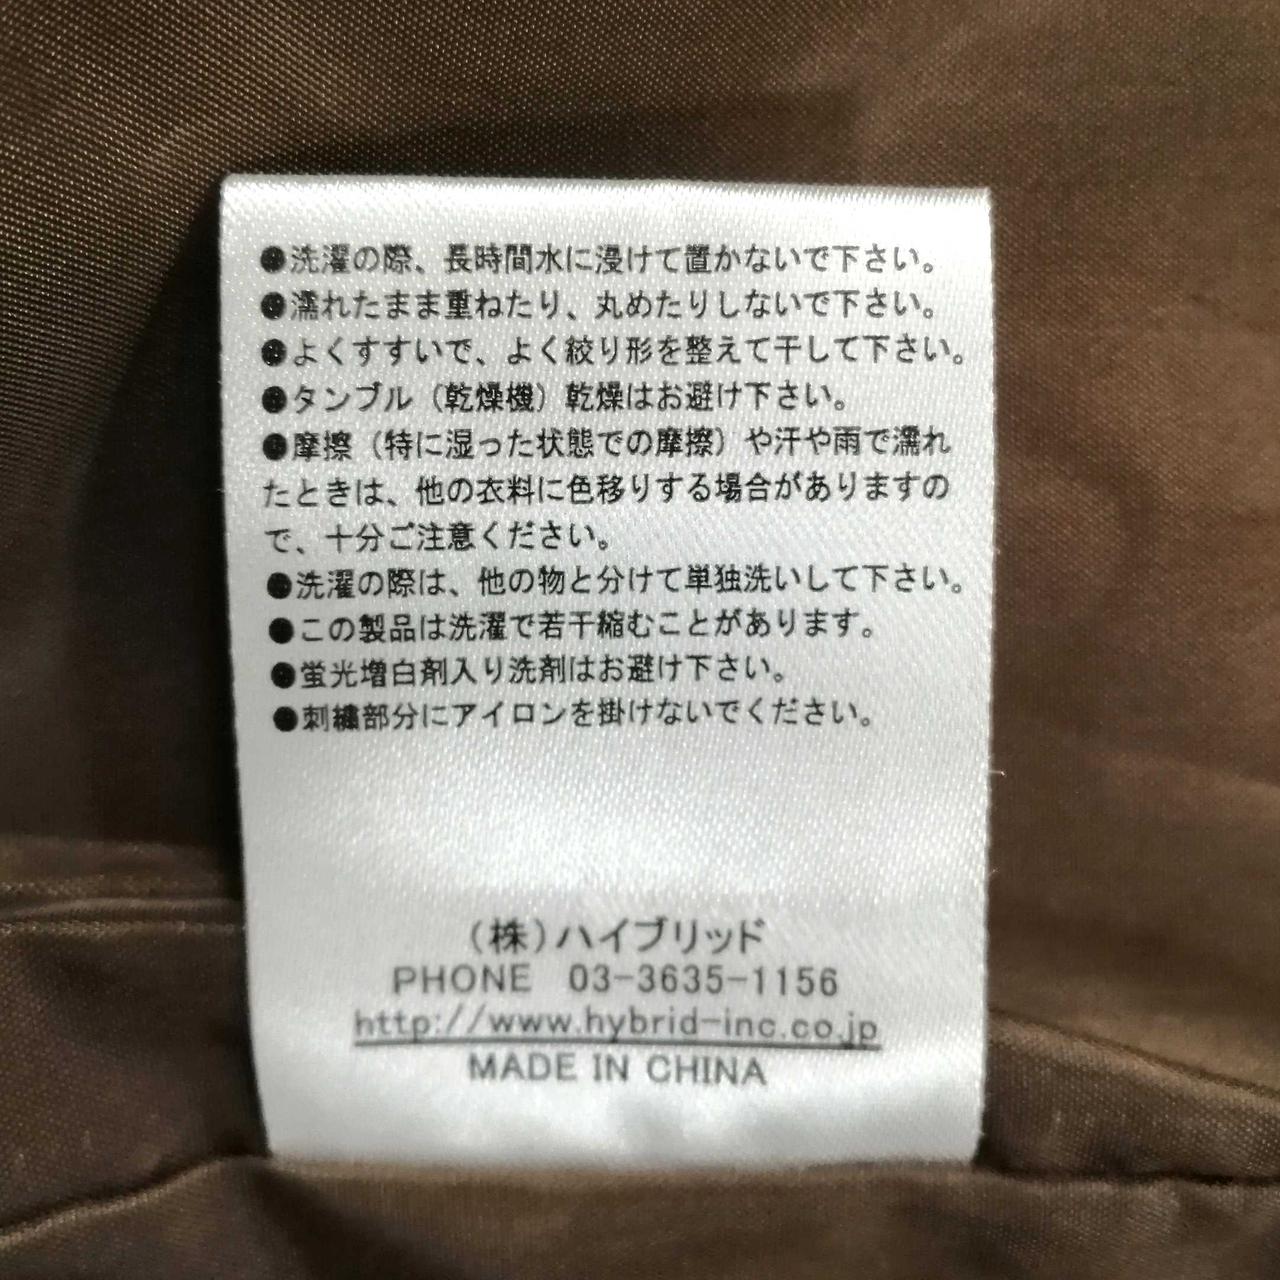 ●洗濯の際、長時間水に浸けて置かないで下さい。
●濡れたまま重ねたり、丸めたりしないで下さい。
●よくすすいで、よく絞り形を整えて干して下さい。
●タンブル（乾燥機）乾燥はお避け下さい。
●摩擦（特に湿った状態での摩擦）や汗や雨で濡れ
たときは、他の衣料に色移りする場合がありますの
で、十分ご注意ください。
●洗濯の際は、他の物と分けて単独洗いして下さい。
●この製品は洗濯で若干縮むことがあります。
●蛍光増白剤入り洗剤はお避け下さい。
●刺繍部分にアイロンを掛けないでください。
（株）ハイブリッド
PHONE 03-3635-1156
http://www.hybrid-inc.co.jp
MADE IN CHINA